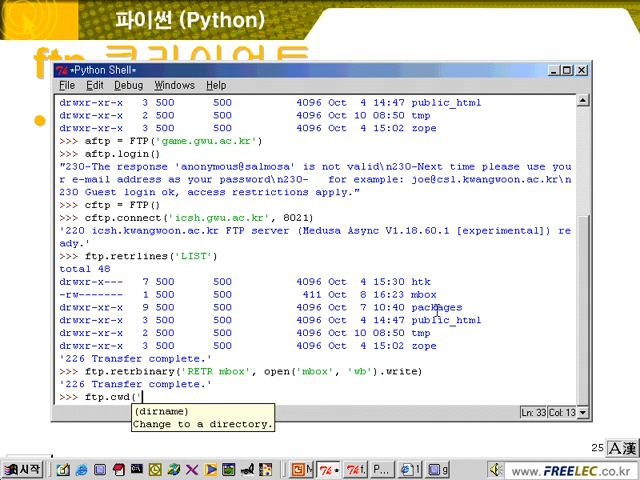 파이썬 (Python)
ftp 클라이언트
*Python Shell*
File Edit Debug Windows Help
drwxr-xr-x 3 500 500 4096 Oct 4 14:47 public_html
drwxr-xr-x 2 500 500 4096 Oct 10 08:50 tmp
drwxr-xr-x 3 500 500 4096 Oct 4 15:02 zope
>>> aftp = FTP('game.gwu.ac.kr')
>>> aftp.login()
"230-The response 'anonymous@salmosa' is not valid\n230-Next time please use you
r e-mail address as your password\n230- for example: joe@csl.kwangwoon.ac.kr\n
230 Guest login ok, access restrictions apply."
>>> cftp = FTP()
>>> cftp.connect('icsh.gwu.ac.kr', 8021)
'220 icsh.kwangwoon.ac.kr FTP server (Medusa Async V1.18.60.1 [experimental]) re
ady.'
>>> ftp.retrlines('LIST')
total 48
drwxr-x--- 7 500 500 4096 Oct 4 15:30 htk
-rw------- 1 500 500 411 Oct 8 16:23 mbox
drwxr-xr-x 9 500 500 4096 Oct 7 10:40 packages
drwxr-xr-x 3 500 500 4096 Oct 4 14:47 public_html
drwxr-xr-x 2 500 500 4096 Oct 10 08:50 tmp
drwxr-xr-x 3 500 500 4096 Oct 4 15:02 zope
'226 Transfer complete.'
>>> ftp.retrbinary('RETR mbox', open('mbox', 'wb').write)
'226 Transfer complete.'
>>> ftp.cwd('
(dirname)
Change to a directory.
Ln: 33 Col: 13
25 A漢
시작 7* 7f. P... 1 g www.FREELEC.co.kr